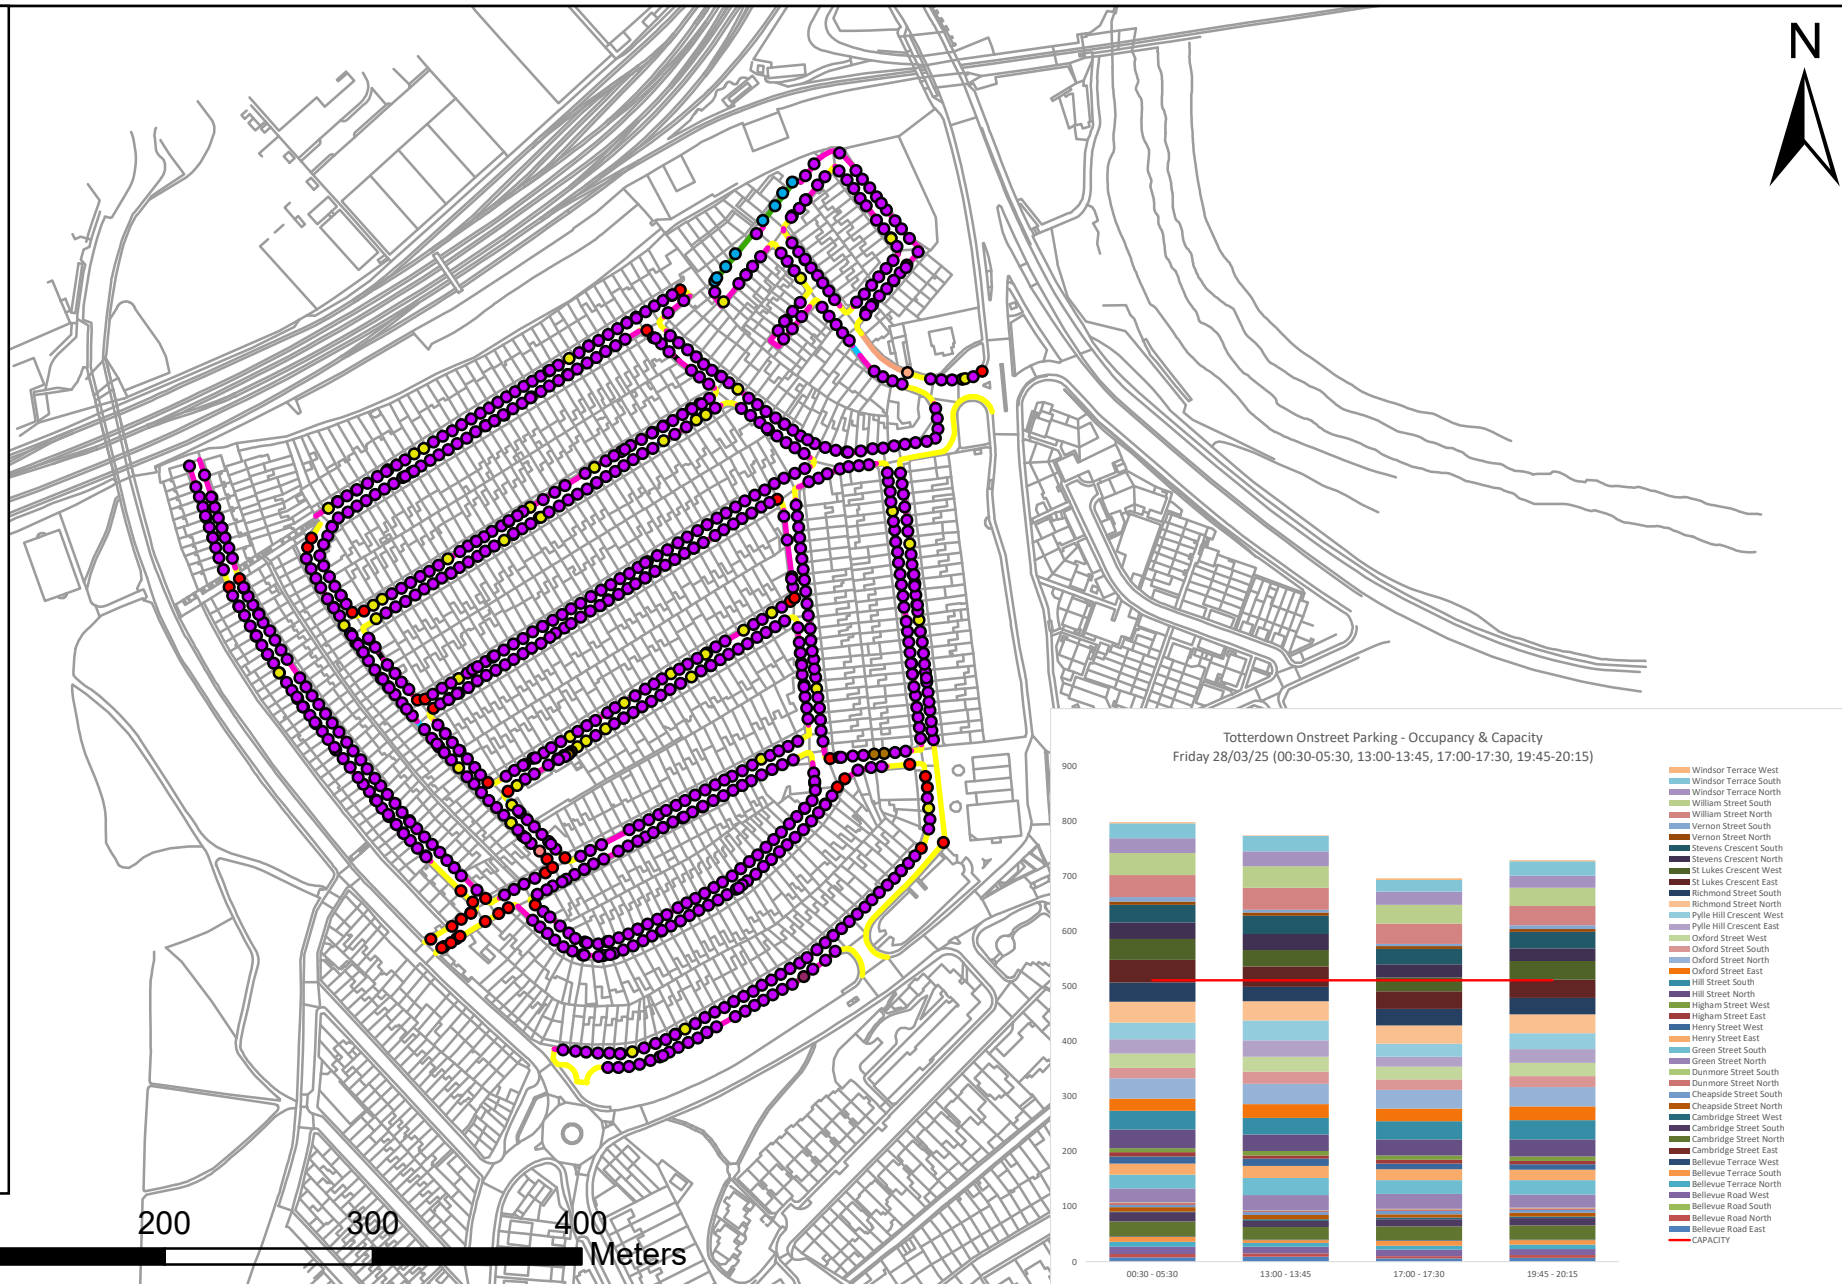 N
200 300 400
Meters
Totterdown Onstreet Parking - Occupancy & Capacity
Friday 28/03/25 (00:30-05:30, 13:00-13:45, 17:00-17:30, 19:45-20:15)
900
800
700
600
500
400
300
200
100
0
00:30 - 05:30
13:00 - 13:45
17:00 - 17:30
19:45 - 20:15
Windsor Terrace West
Windsor Terrace South
Windsor Terrace North
William Street South
William Street North
Vernon Street South
Vernon Street North
Stevens Crescent South
Stevens Crescent North
St Lukes Crescent West
St Lukes Crescent East
Richmond Street South
Richmond Street North
Pylle Hill Crescent West
Pylle Hill Crescent East
Oxford Street West
Oxford Street South
Oxford Street North
Oxford Street East
Hill Street South
Hill Street North
Higham Street West
Higham Street East
Henry Street West
Henry Street East
Green Street South
Green Street North
Dunmore Street South
Dunmore Street North
Cheapside Street South
Cheapside Street North
Cambridge Street West
Cambridge Street South
Cambridge Street North
Cambridge Street East
Bellevue Terrace West
Bellevue Terrace South
Bellevue Terrace North
Bellevue Road West
Bellevue Road South
Bellevue Road North
Bellevue Road East
CAPACITY